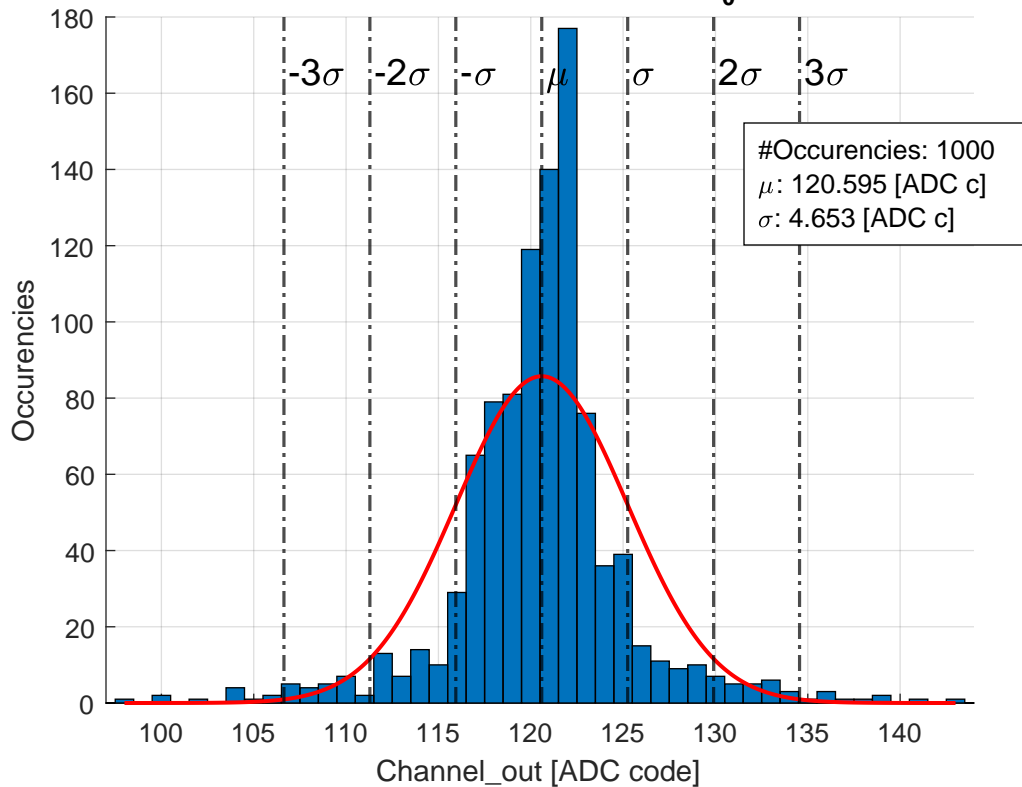 180
160
140
120
100
80
60
40
20
0
-3σ
-2σ
-σ
μ
σ
2σ
3σ
#Occurencies: 1000
μ: 120.595 [ADC c]
σ: 4.653 [ADC c]
Occurencies
100
105
110
115
120
125
130
135
140
Channel_out [ADC code]